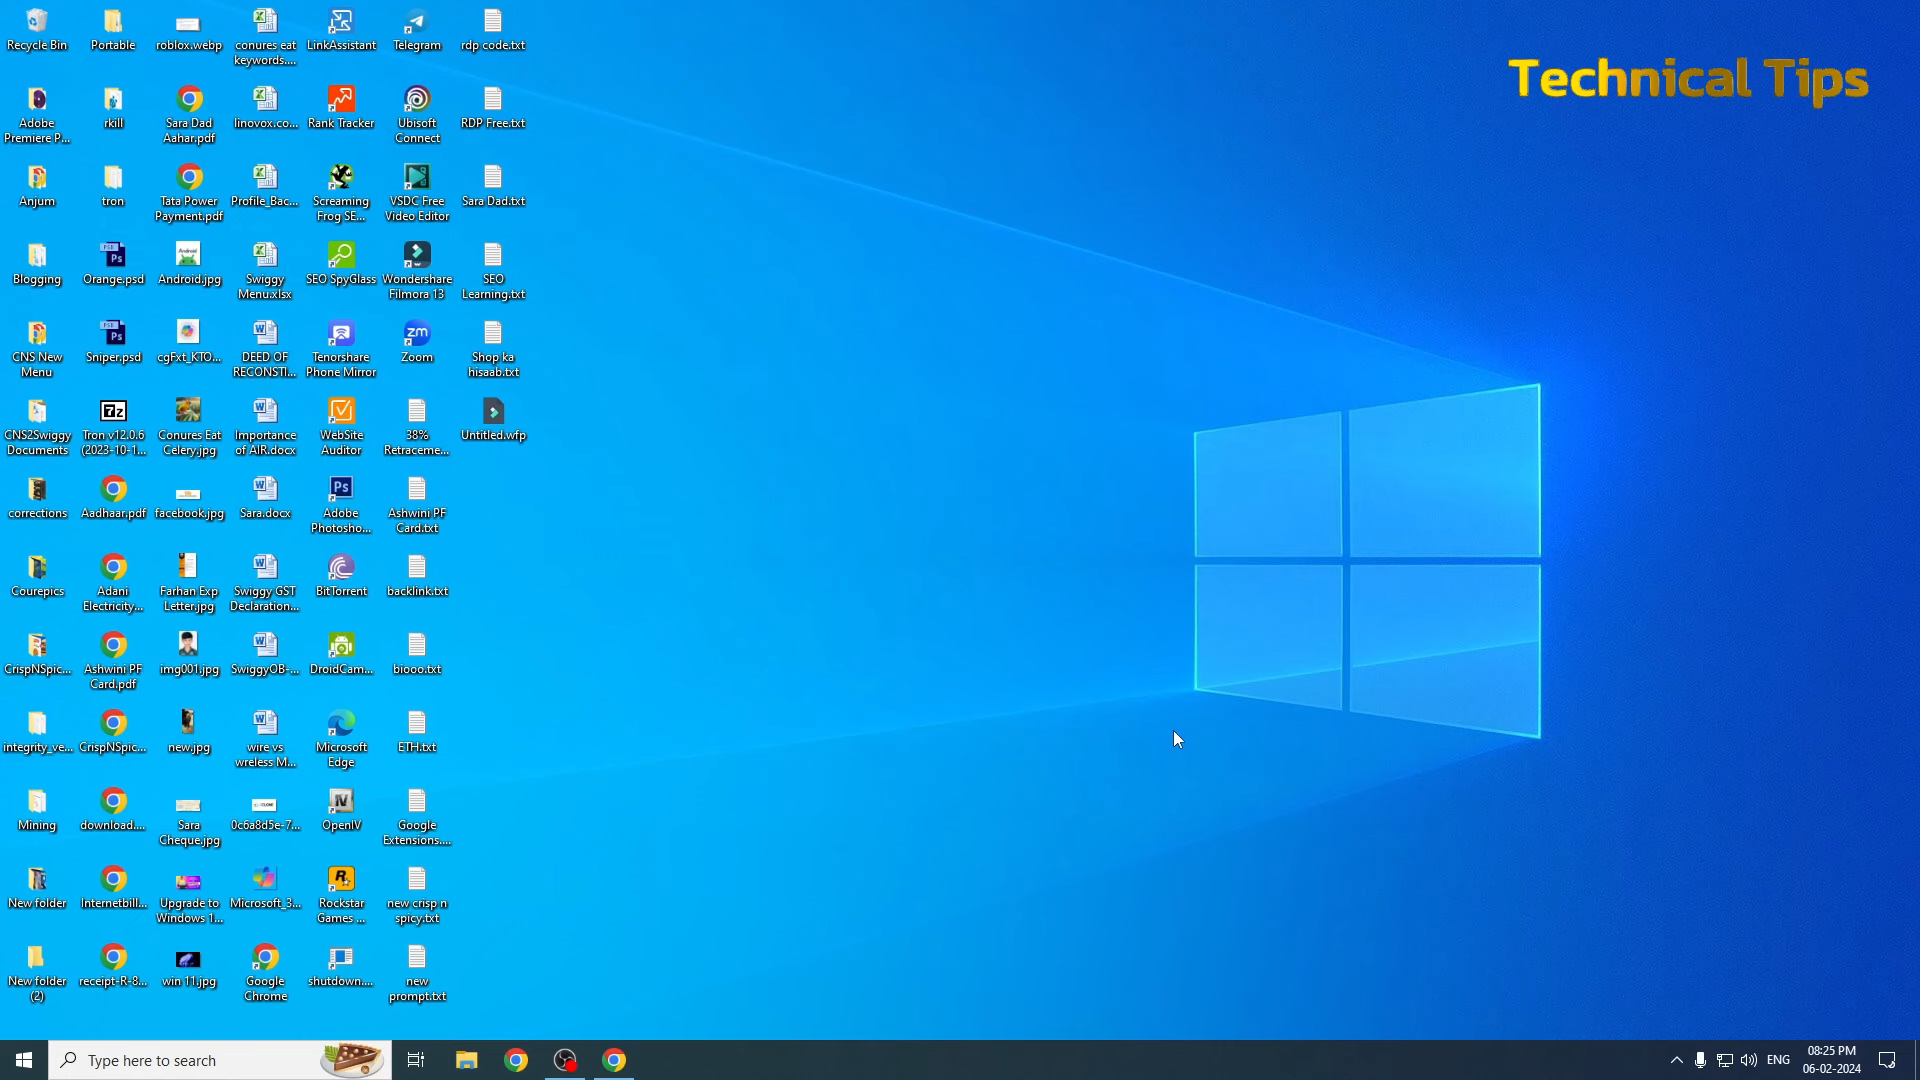 Technical Tips
Recycle Bin
Adobe
Premiere P...
Anjum
Blogging
CNS New
Menu
CNS2Swiggy
Documents
corrections
Courepics
CrispNSpic...
integrity_ve...
Mining
New folder
New folder
(2)
Portable
rkill
tron
Orange.psd
Sniper.psd
7z
Tron v12.0.6
(2023-10-1...
Aadhaar.pdf
Adani
Electricity...
Ashwini PF
Card.pdf
CrispNSpic...
download....
Internetbill...
receipt-R-8...
roblox.webp
Sara Dad
Aahar.pdf
Tata Power
Payment.pdf
Android.jpg
cgFxt_KTO...
Conures Eat
Celery.jpg
facebook.jpg
Farhan Exp
Letter.jpg
img001.jpg
new.jpg
Sara
Cheque.jpg
Upgrade to
Windows 1...
win 11.jpg
conures eat
keywords....
linovox.co...
Profile_Bac...
Swiggy
Menu.xlsx
DEED OF
RECONSTI...
Importance
of AIR.docx
Sara.docx
Swiggy GST
Declaration...
SwiggyOB-...
wire vs
wireless M...
0c6a8d5e-7...
Microsoft_3...
Google
Chrome
LinkAssistant
Rank Tracker
Screaming
Frog SE...
SEO SpyGlass
Tenorshare
Phone Mirror
WebSite
Auditor
Ps
Adobe
Photosho...
BitTorrent
DroidCam...
Microsoft
Edge
IV
OpenIV
Rockstar
Games ...
shutdown....
Telegram
Ubisoft
Connect
VSDC Free
Video Editor
Wondershare
Filmora 13
zm
Zoom
38%
Retraceme...
Ashwini PF
Card.txt
backlink.txt
biooo.txt
ETH.txt
Google
Extensions....
new crisp n
spicy.txt
new
prompt.txt
rdp code.txt
RDP Free.txt
Sara Dad.txt
SEO
Learning.txt
Shop ka
hisaab.txt
Untitled.wfp
Type here to search
ENG
08:25 PM
06-02-2024